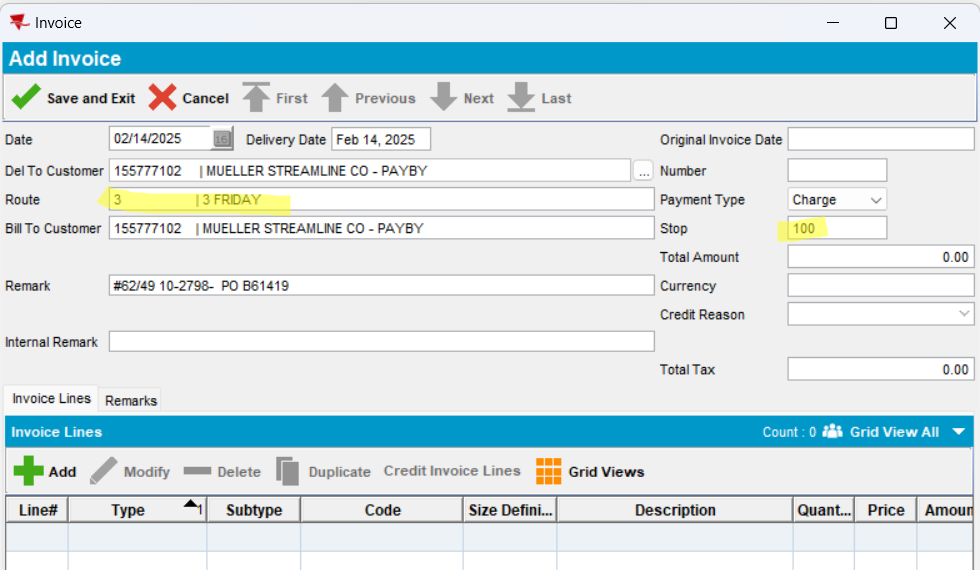 Invoice
Add Invoice
Save and Exit Cancel First Previous Next Last
Date 02/14/2025 16 Delivery Date Feb 14, 2025 Original Invoice Date
Del To Customer 155777102 | MUELLER STREAMLINE CO - PAYBY ... Number
Route 3 | 3 FRIDAY Payment Type Charge
Bill To Customer 155777102 | MUELLER STREAMLINE CO - PAYBY Stop 100
Total Amount 0.00
Remark #62/49 10-2798- PO B61419 Currency
Credit Reason
Internal Remark
Total Tax 0.00
Invoice Lines Remarks
Invoice Lines Count : 0 Grid View All
Add Modify Delete Duplicate Credit Invoice Lines Grid Views
Line# Type 1 Subtype Code Size Defini... Description Quant... Price Amoun